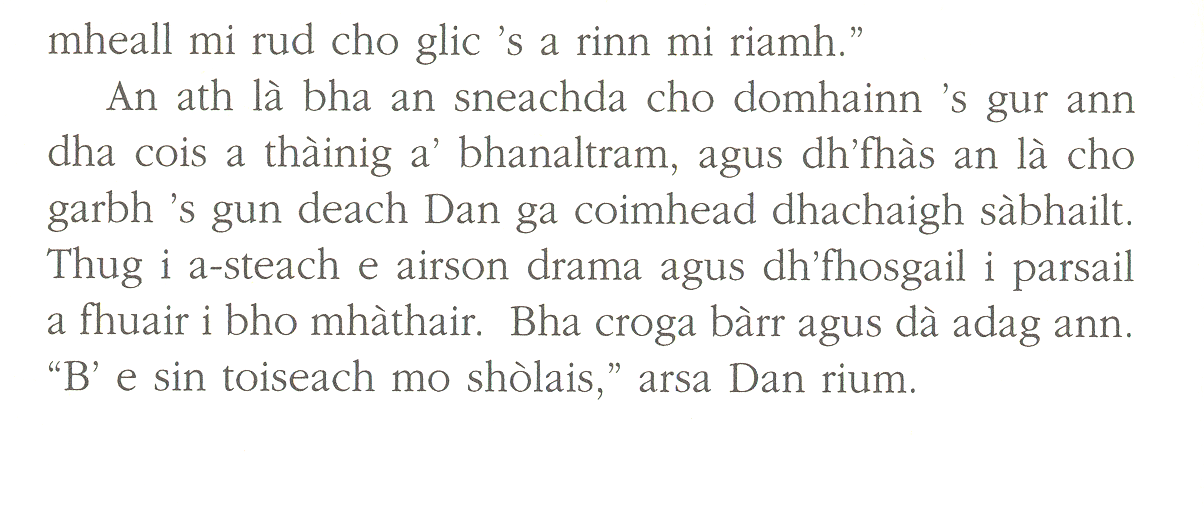 mheall mi rud cho glic ’s a rinn mi riamh.”
An ath là bha an sneachda cho domhainn ’s gur ann
dha cois a thàinig a’ bhanaltram, agus dh’fhàs an là cho
garbh ’s gun deach Dan ga coimhead dhachaigh sàbhailt.
Thug i a-steach e airson drama agus dh’fhosgail i parsail
a fhuair i bho mhàthair. Bha croga bàrr agus dà adag ann.
“B’ e sin toiseach mo shòlais,” arsa Dan rium.